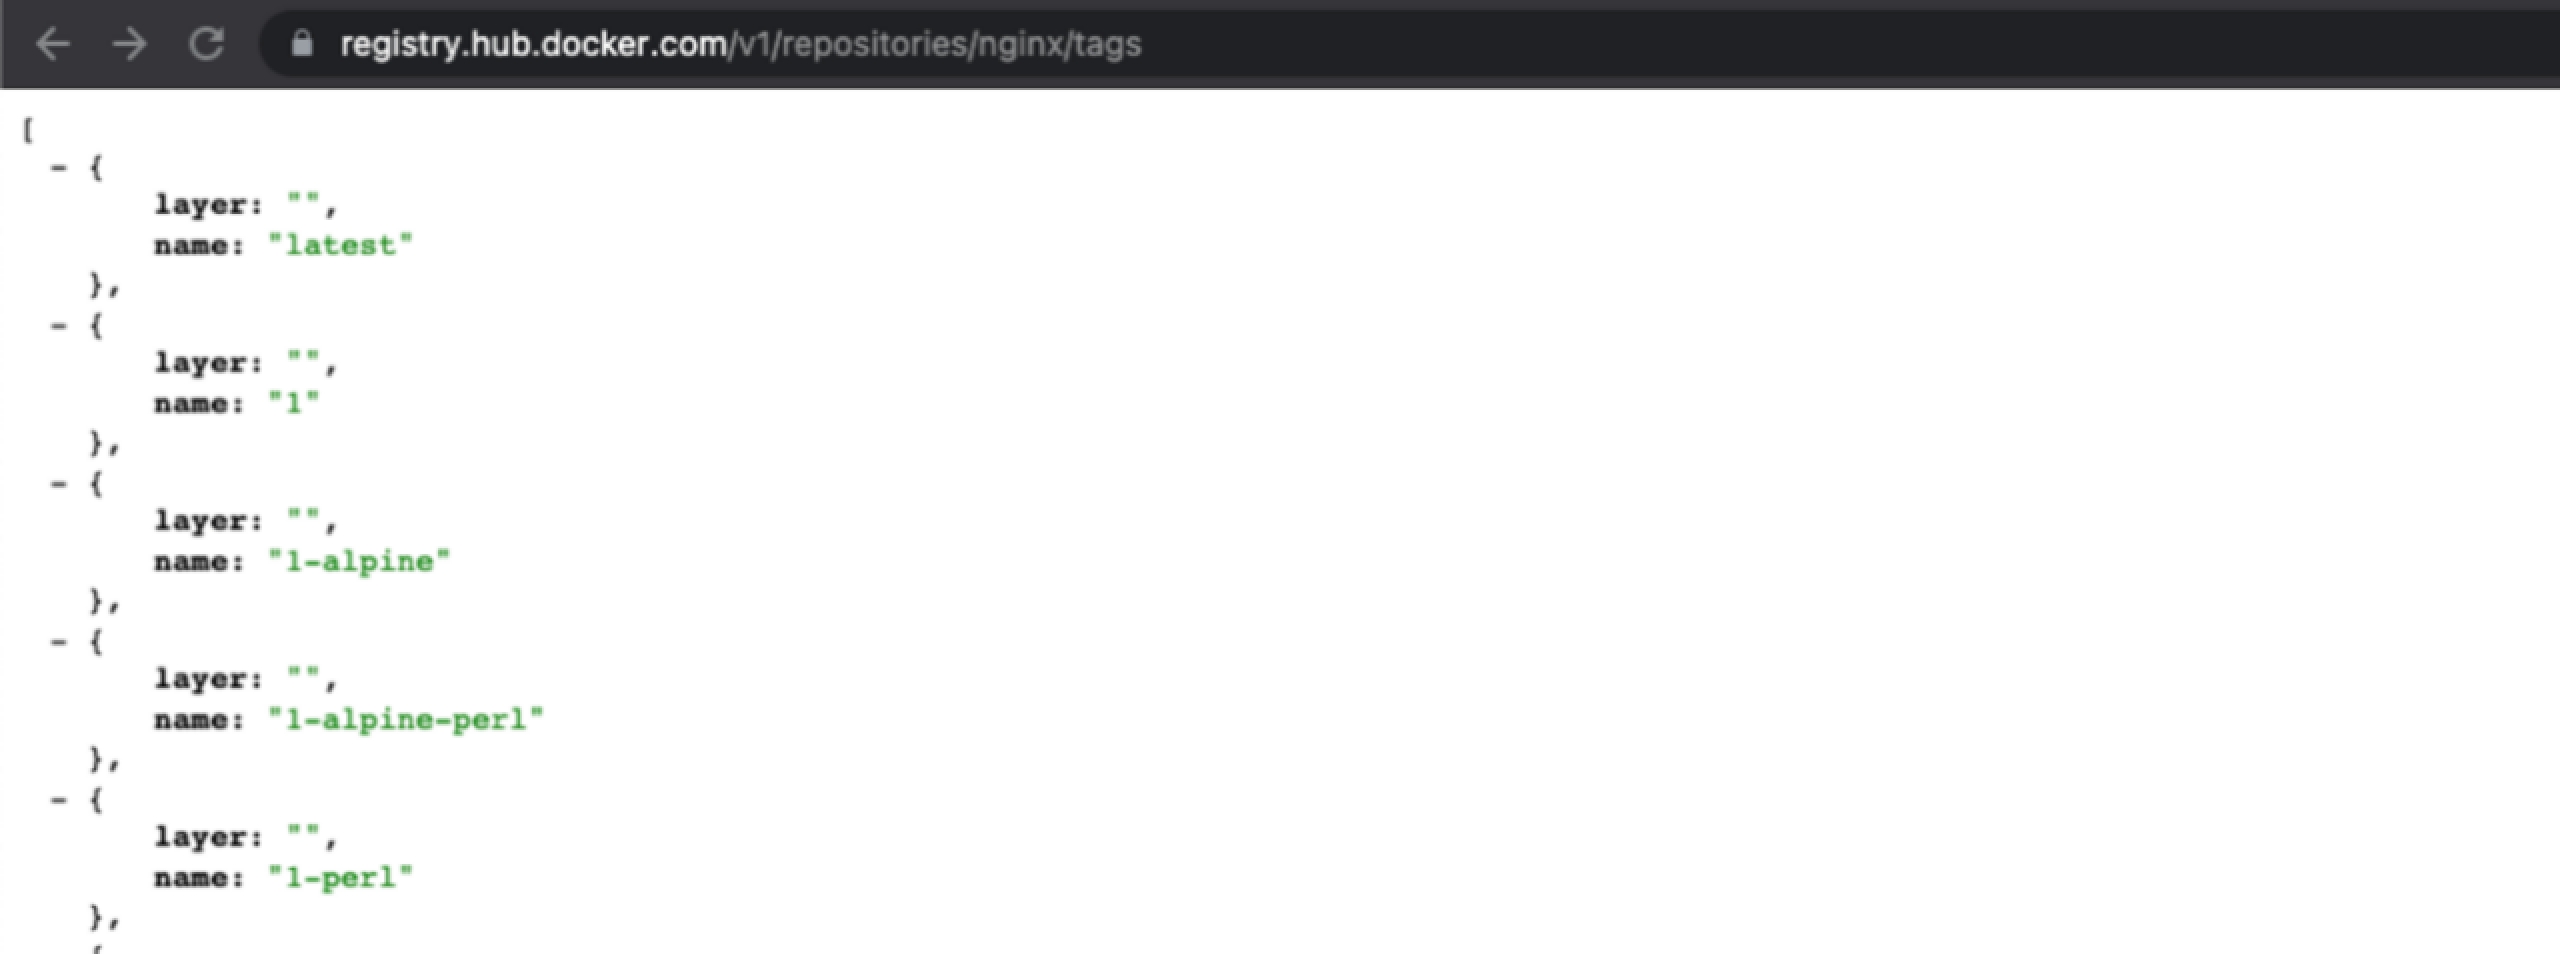 registry.hub.docker.com/v1/repositories/nginx/tags
[
- {
layer: "",
name: "latest"
},
- {
layer: "",
name: "1"
},
- {
layer: "",
name: "1-alpine"
},
- {
layer: "",
name: "1-alpine-perl"
},
- {
layer: "",
name: "1-perl"
},